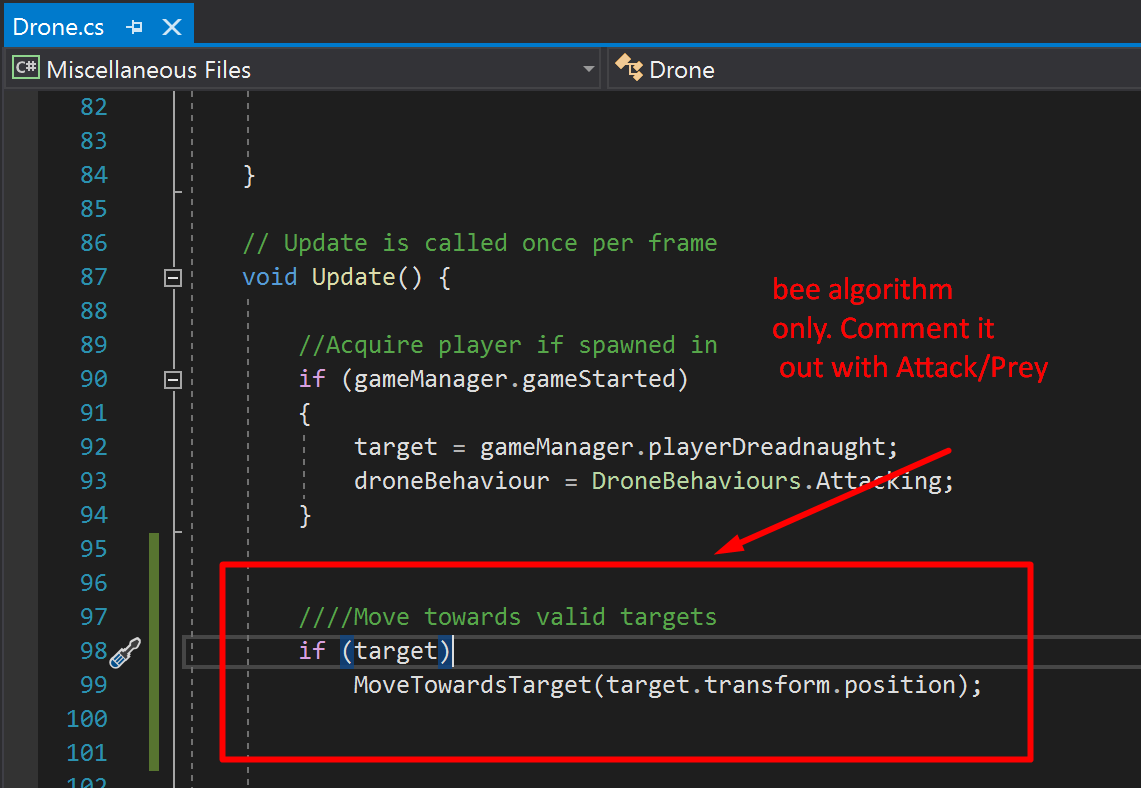 Drone.cs
C# Miscellaneous Files
Drone
82
83
84 }
85
86 // Update is called once per frame
87 void Update() {
88
89 //Acquire player if spawned in
90 if (gameManager.gameStarted)
91 {
92 target = gameManager.playerDreadnaught;
93 droneBehaviour = DroneBehaviours.Attacking;
94 }
95
96
97 ////Move towards valid targets
98 if (target)
99 MoveTowardsTarget(target.transform.position);
100
101
102
bee algorithm
only. Comment it
out with Attack/Prey